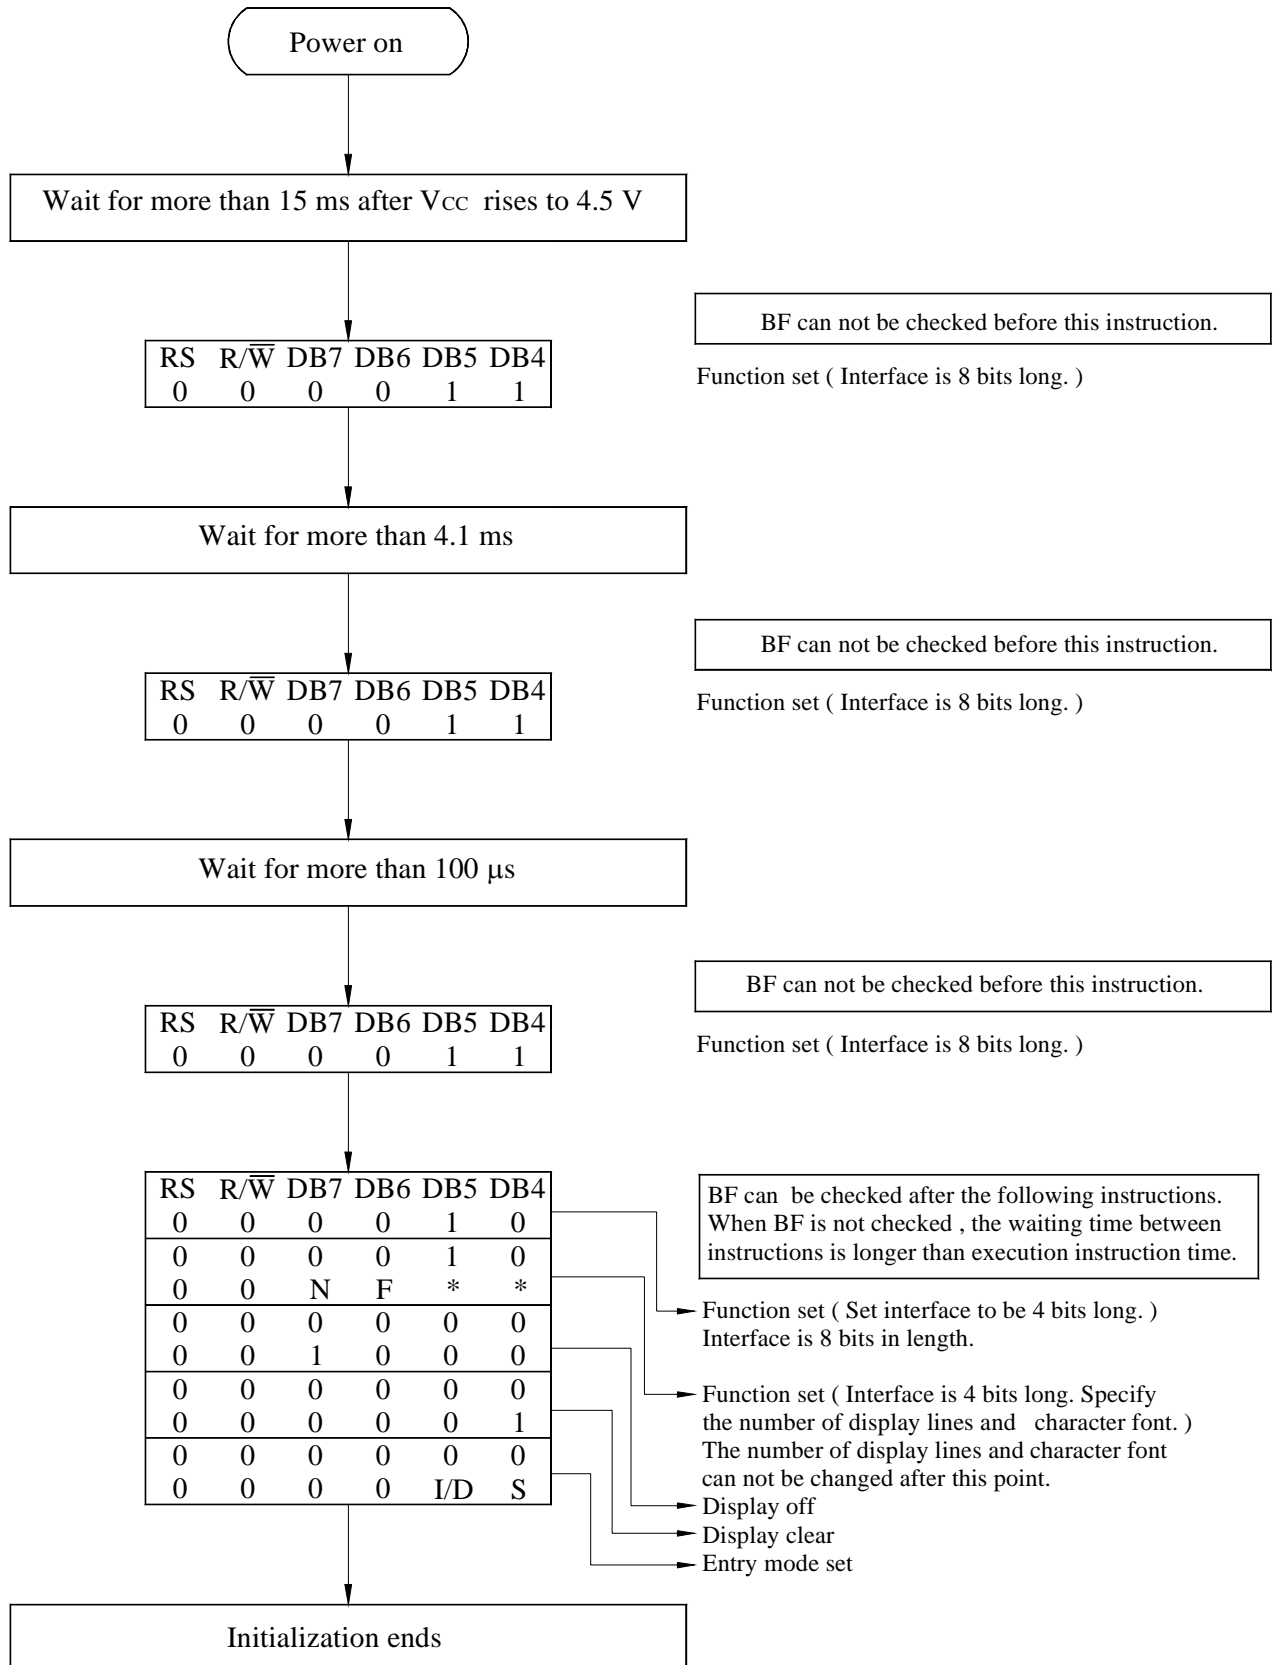 Power on
Wait for more than 15 ms after VCC rises to 4.5 V
BF can not be checked before this instruction.
RS R/W̅ DB7 DB6 DB5 DB4
0 0 0 0 1 1
Function set ( Interface is 8 bits long. )
Wait for more than 4.1 ms
BF can not be checked before this instruction.
RS R/W̅ DB7 DB6 DB5 DB4
0 0 0 0 1 1
Function set ( Interface is 8 bits long. )
Wait for more than 100 µs
BF can not be checked before this instruction.
RS R/W̅ DB7 DB6 DB5 DB4
0 0 0 0 1 1
Function set ( Interface is 8 bits long. )
RS R/W̅ DB7 DB6 DB5 DB4
0 0 0 0 1 0
0 0 0 0 1 0
0 0 N F * *
0 0 0 0 0 0
0 0 1 0 0 0
0 0 0 0 0 0
0 0 0 0 0 1
0 0 0 0 0 0
0 0 0 0 I/D S
BF can be checked after the following instructions.
When BF is not checked , the waiting time between
instructions is longer than execution instruction time.
Function set ( Set interface to be 4 bits long. )
Interface is 8 bits in length.
Function set ( Interface is 4 bits long. Specify
the number of display lines and character font. )
The number of display lines and character font
can not be changed after this point.
Display off
Display clear
Entry mode set
Initialization ends